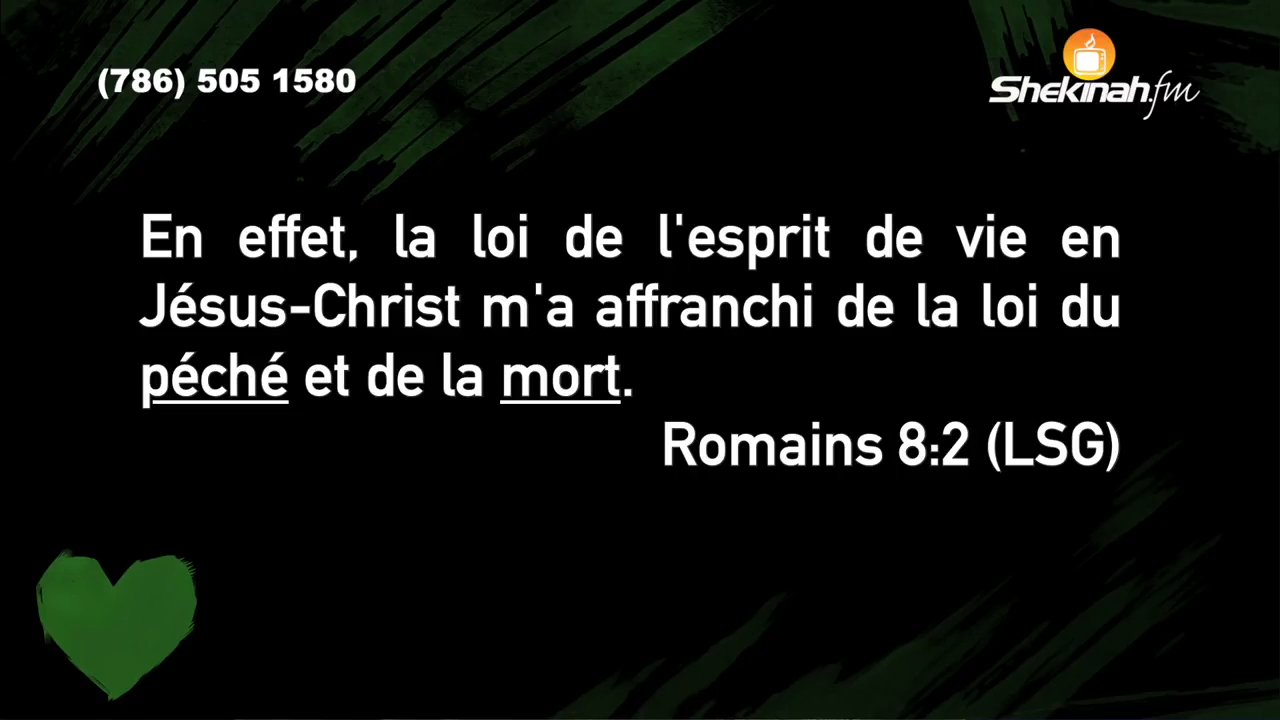 (786) 505 1580
Shekinah.fm
En effet, la loi de l'esprit de vie en
Jésus-Christ m'a affranchi de la loi du
péché et de la mort.
Romains 8:2 (LSG)